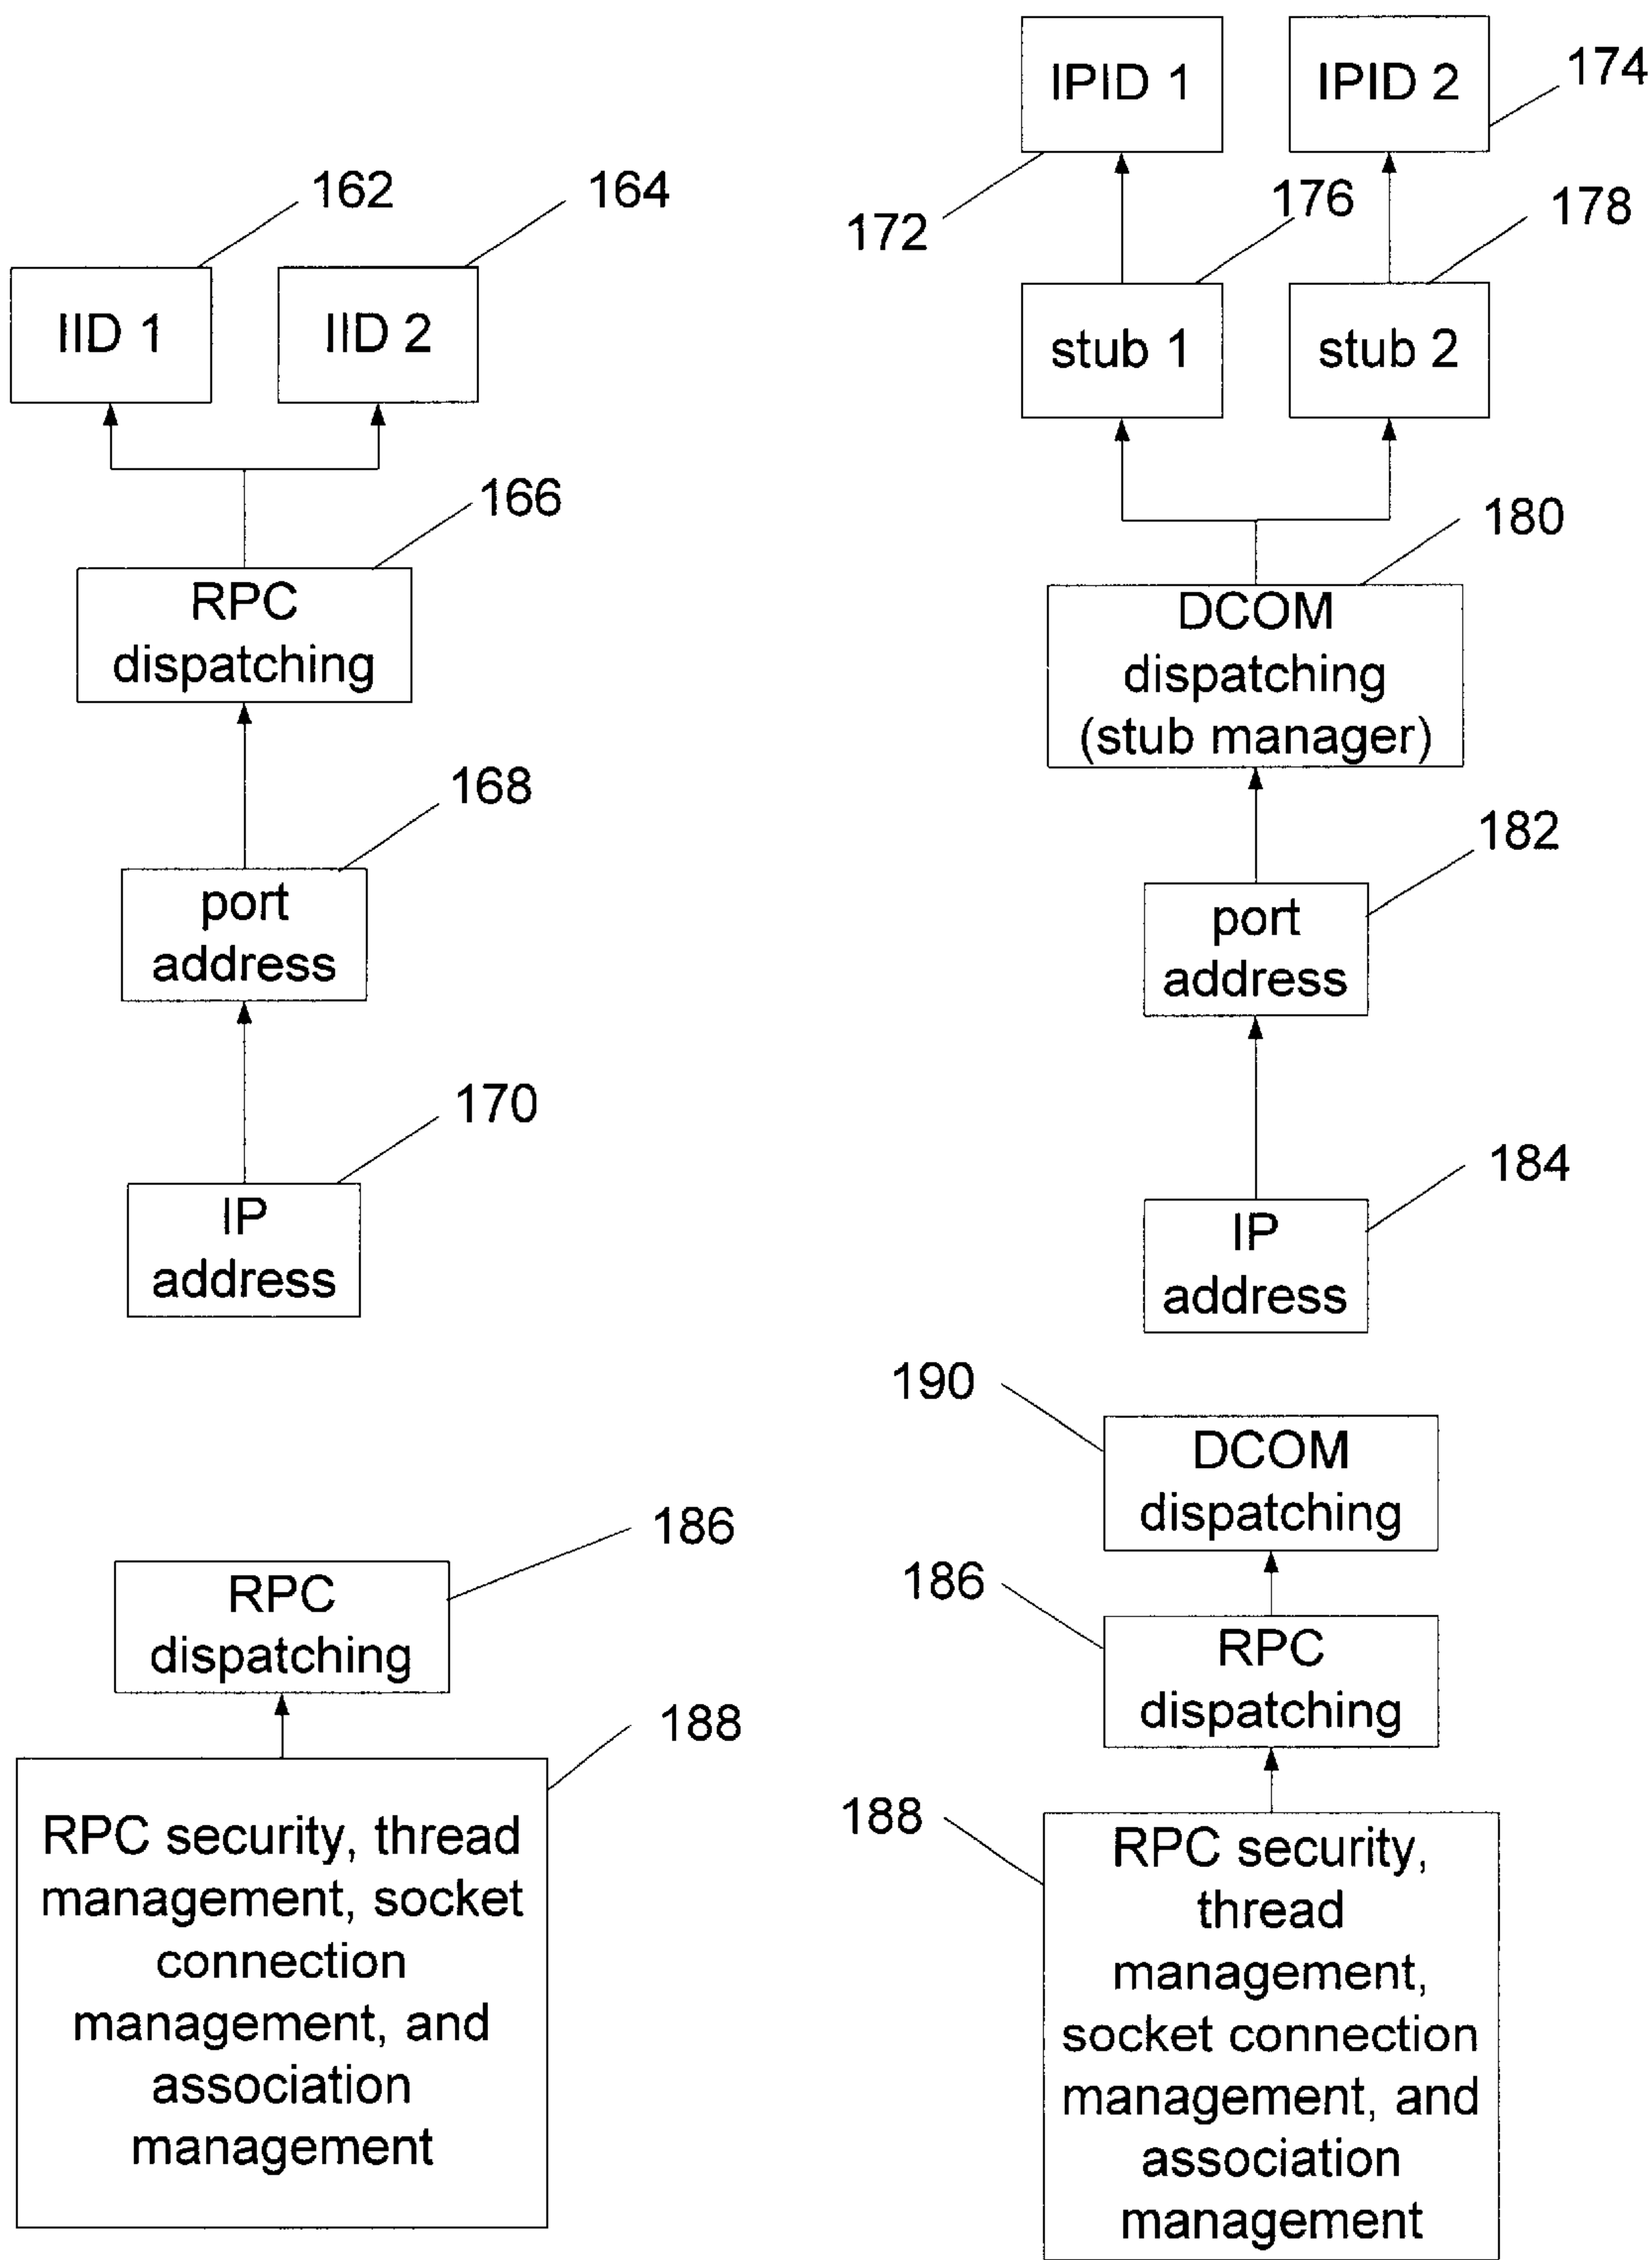 162
164
IID 1
IID 2
166
RPC
dispatching
168
port
address
170
IP
address
IPID 1
IPID 2
174
172
176
178
stub 1
stub 2
180
DCOM
dispatching
(stub manager)
182
port
address
184
IP
address
186
RPC
dispatching
188
RPC security, thread
management, socket
connection
management, and
association
management
190
DCOM
dispatching
186
RPC
dispatching
188
RPC security,
thread
management,
socket connection
management, and
association
management